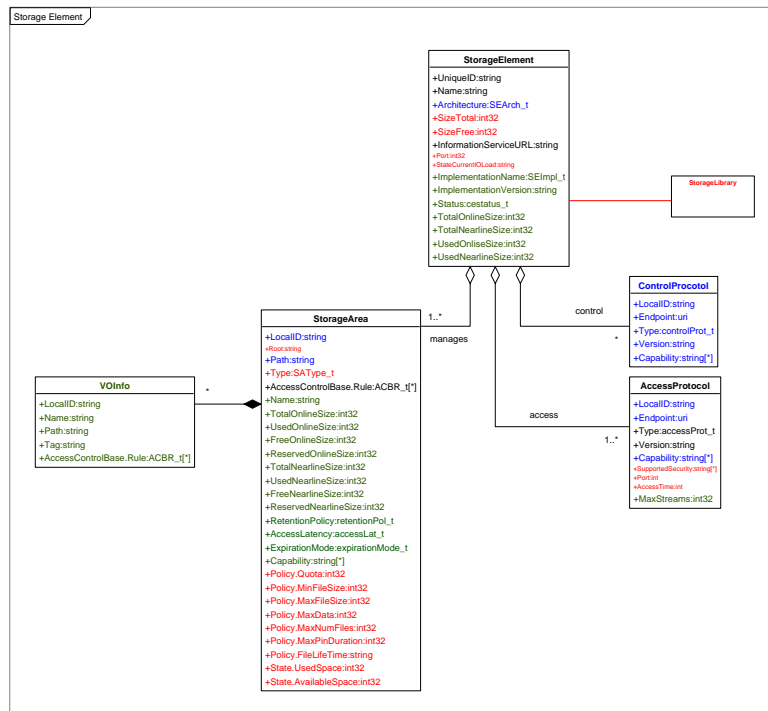 Storage Element
StorageElement
+UniqueID:string
+Name:string
+Architecture:SEArch_t
+SizeTotal:int32
+SizeFree:int32
+InformationServiceURL:string
+Port:int32
+StateCurrentIOLoad:string
+ImplementationName:SEImpl_t
+ImplementationVersion:string
+Status:cestatus_t
+TotalOnlineSize:int32
+TotalNearlineSize:int32
+UsedOnliseSize:int32
+UsedNearlineSize:int32
StorageLibrary
1..*
manages
control
*
access
1..*
ControlProcotol
+LocalID:string
+Endpoint:uri
+Type:controlProt_t
+Version:string
+Capability:string[*]
AccessProtocol
+LocalID:string
+Endpoint:uri
+Type:accessProt_t
+Version:string
+Capability:string[*]
+SupportedSecurity:string[*]
+Port:int
+AccessTime:int
+MaxStreams:int32
StorageArea
+LocalID:string
+Root:string
+Path:string
+Type:SAType_t
+AccessControlBase.Rule:ACBR_t[*]
+Name:string
+TotalOnlineSize:int32
+UsedOnlineSize:int32
+FreeOnlineSize:int32
+ReservedOnlineSize:int32
+TotalNearlineSize:int32
+UsedNearlineSize:int32
+FreeNearlineSize:int32
+ReservedNearlineSize:int32
+RetentionPolicy:retentionPol_t
+AccessLatency:accessLat_t
+ExpirationMode:expirationMode_t
+Capability:string[*]
+Policy.Quota:int32
+Policy.MinFileSize:int32
+Policy.MaxFileSize:int32
+Policy.MaxData:int32
+Policy.MaxNumFiles:int32
+Policy.MaxPinDuration:int32
+Policy.FileLifeTime:string
+State.UsedSpace:int32
+State.AvailableSpace:int32
*
VOInfo
+LocalID:string
+Name:string
+Path:string
+Tag:string
+AccessControlBase.Rule:ACBR_t[*]